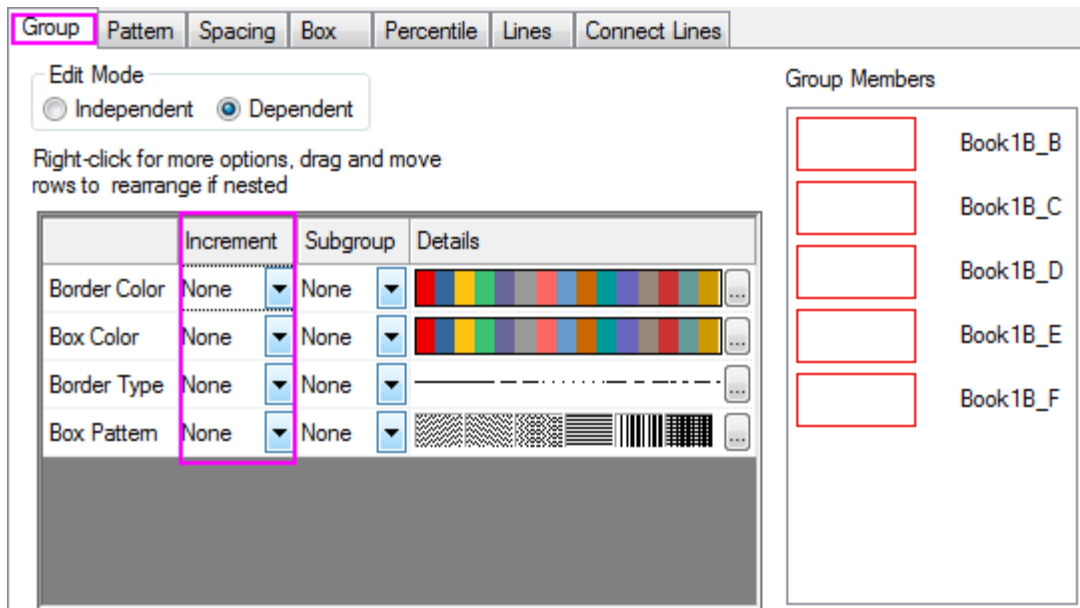 Group Pattern Spacing Box Percentile Lines Connect Lines
Edit Mode
Independent Dependent
Right-click for more options, drag and move
rows to rearrange if nested
Increment Subgroup Details
Border Color None None ...
Box Color None None ...
Border Type None None ...
Box Pattern None None ...
Group Members
Book1B_B
Book1B_C
Book1B_D
Book1B_E
Book1B_F